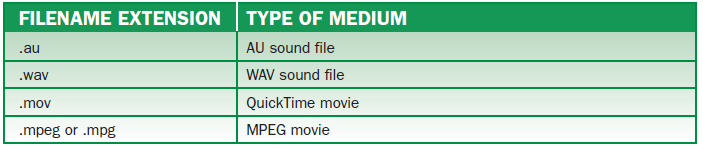 FILENAME EXTENSION TYPE OF MEDIUM
.au AU sound file
.wav WAV sound file
.mov QuickTime movie
.mpeg or .mpg MPEG movie